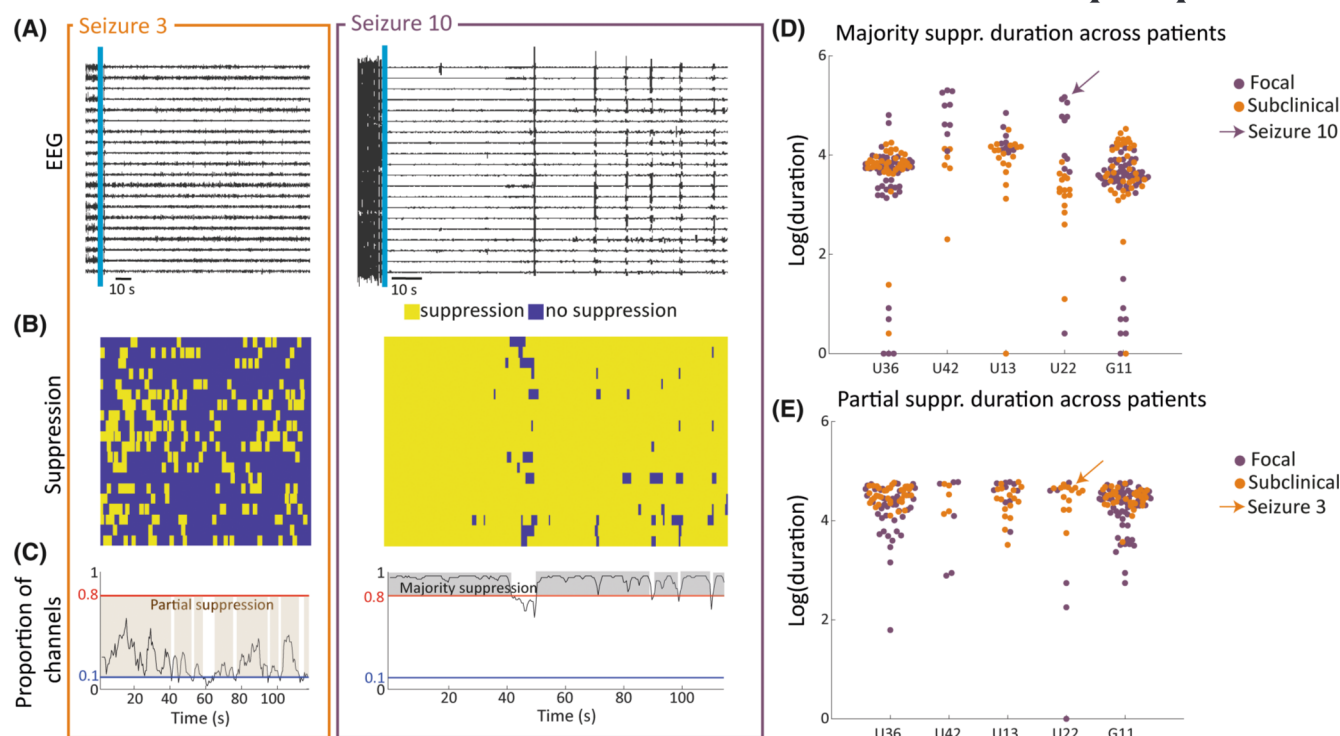 (A)
Seizure 3
Seizure 10
EEG
10 s
10 s
suppression no suppression
(B)
Suppression
(C)
Proportion of
channels
1
0.8
Partial suppression
0.1
0
20 40 60 80 100
Time (s)
1
0.8
Majority suppression
0.1
0
20 40 60 80 100
Time (s)
(D)
Majority suppr. duration across patients
Log(duration)
6
4
2
0
U36 U42 U13 U22 G11
Focal
Subclinical
Seizure 10
(E)
Partial suppr. duration across patients
Log(duration)
6
4
2
0
U36 U42 U13 U22 G11
Focal
Subclinical
Seizure 3